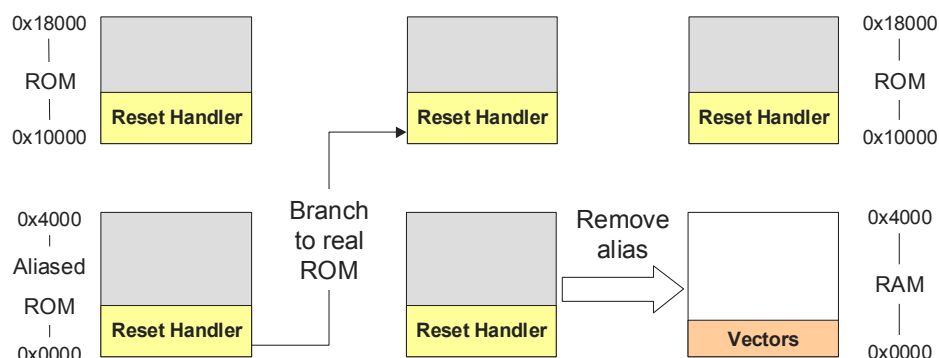 0x18000
ROM
0x10000
Reset Handler
Reset Handler
Reset Handler
0x18000
ROM
0x10000
0x4000
Aliased
ROM
0x0000
Reset Handler
Branch
to real
ROM
Reset Handler
Remove
alias
Vectors
0x4000
RAM
0x0000